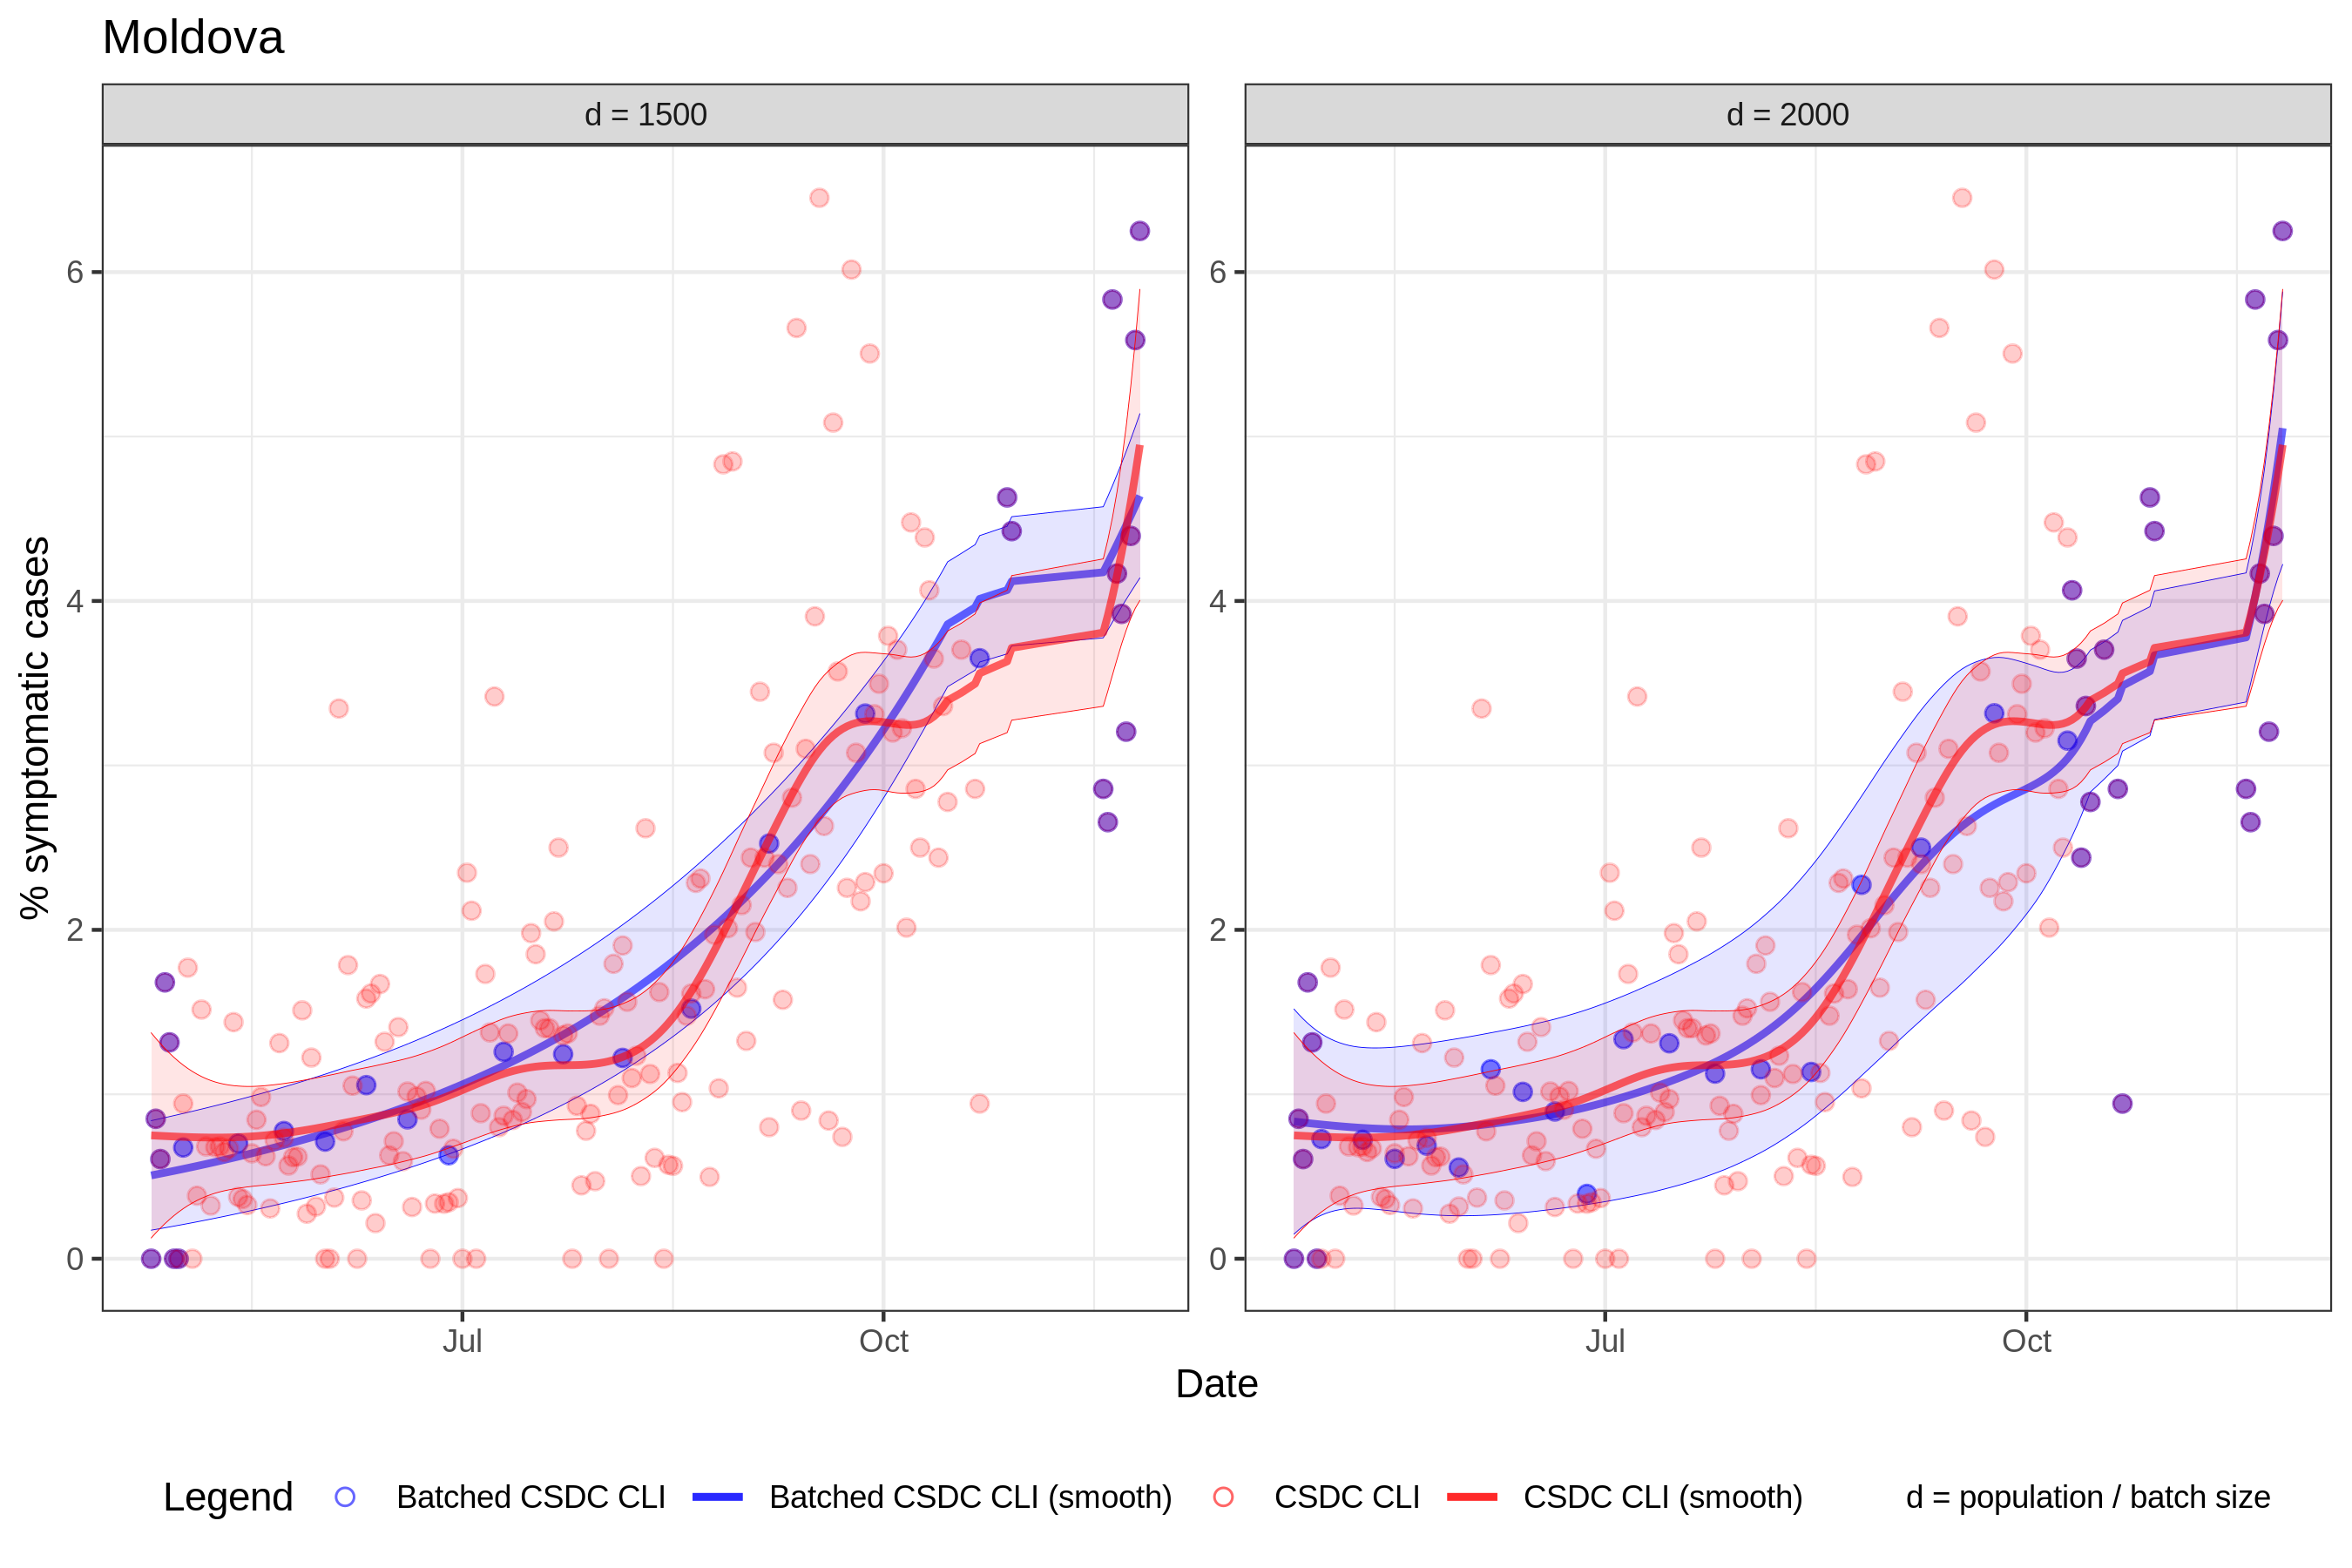 Moldova
d = 1500
d = 2000
% symptomatic cases
6
4
2
0
6
4
2
0
Jul
Oct
Jul
Oct
Date
Legend
Batched CSDC CLI
Batched CSDC CLI (smooth)
CSDC CLI
CSDC CLI (smooth)
d = population / batch size